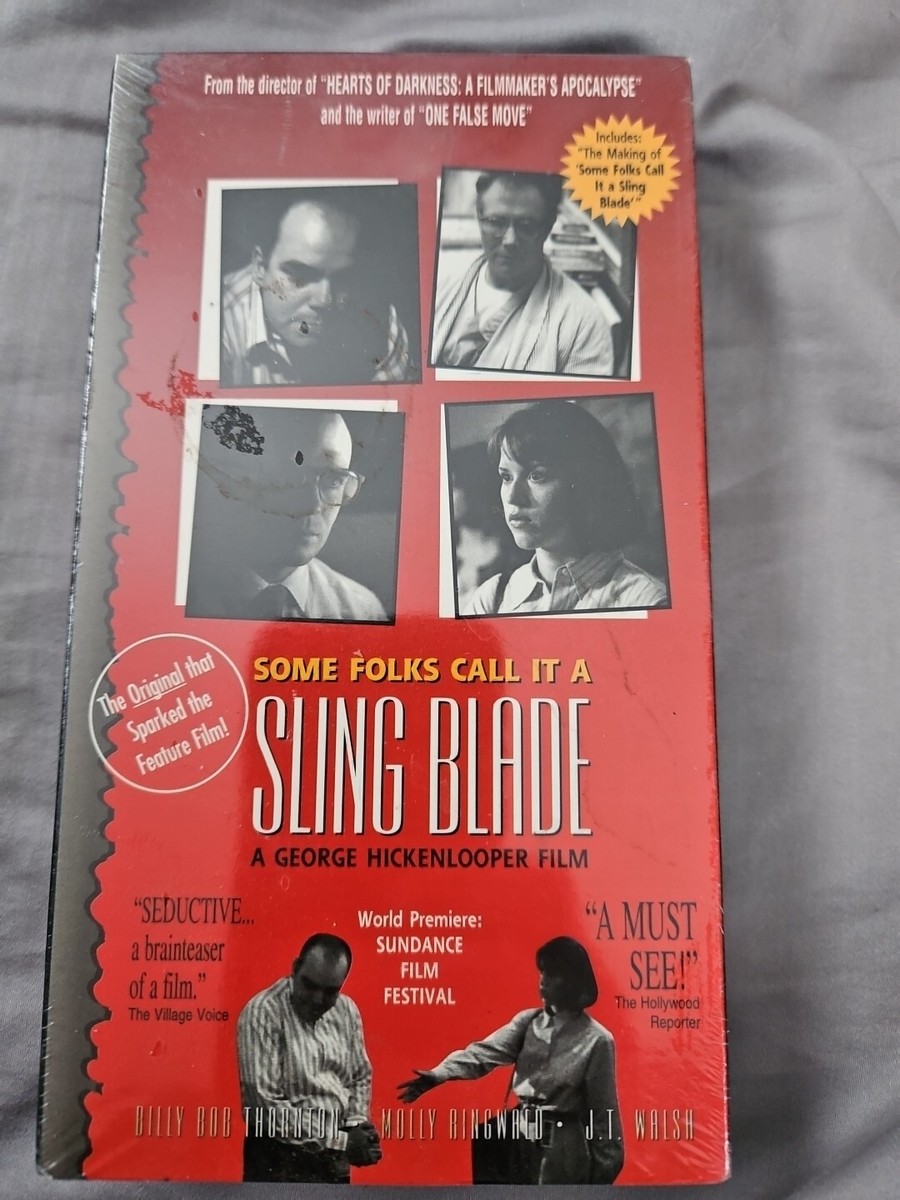 From the director of "HEARTS OF DARKNESS: A FILMMAKER'S APOCALYPSE"
and the writer of "ONE FALSE MOVE"
Includes:
"The Making of
'Some Folks Call
It a Sling
Blade'"
The Original that
Sparked the
Feature Film!
SOME FOLKS CALL IT A
SLING BLADE
A GEORGE HICKENLOOPER FILM
"SEDUCTIVE...
a brainteaser
of a film."
The Village Voice
World Premiere:
SUNDANCE
FILM
FESTIVAL
"A MUST
SEE!"
The Hollywood
Reporter
BILLY BOB THORNTON • MOLLY RINGWALD • J.T. WALSH